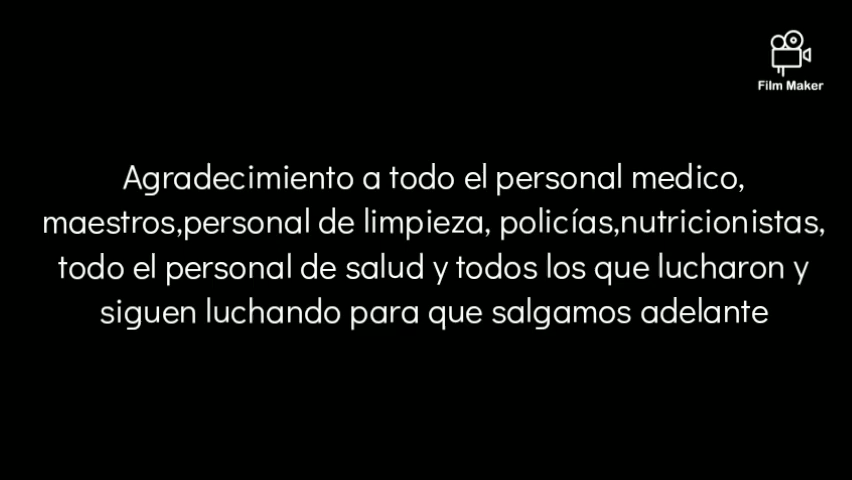 Film Maker
Agradecimiento a todo el personal medico,
maestros,personal de limpieza, policías,nutricionistas,
todo el personal de salud y todos los que lucharon y
siguen luchando para que salgamos adelante